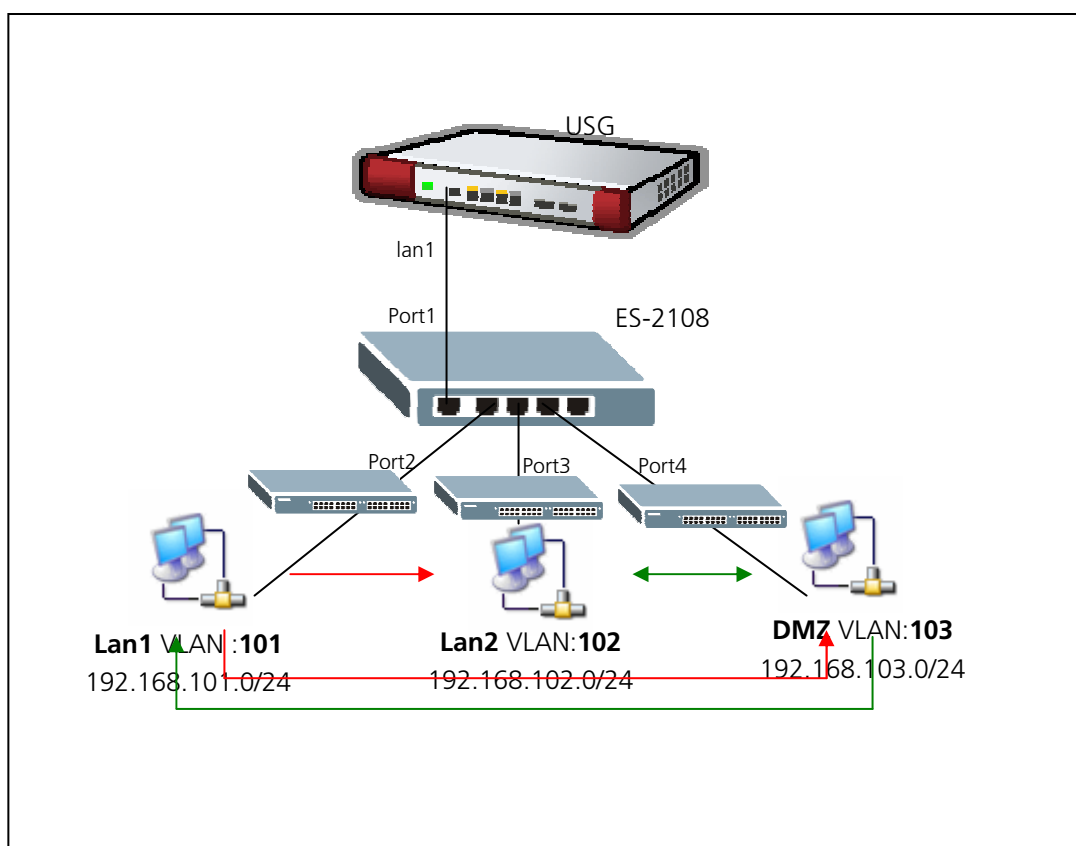 USG
lan1
Port1
ES-2108
Port2
Port3
Port4
Lan1 VLAN :101
192.168.101.0/24
Lan2 VLAN:102
192.168.102.0/24
DMZ VLAN:103
192.168.103.0/24